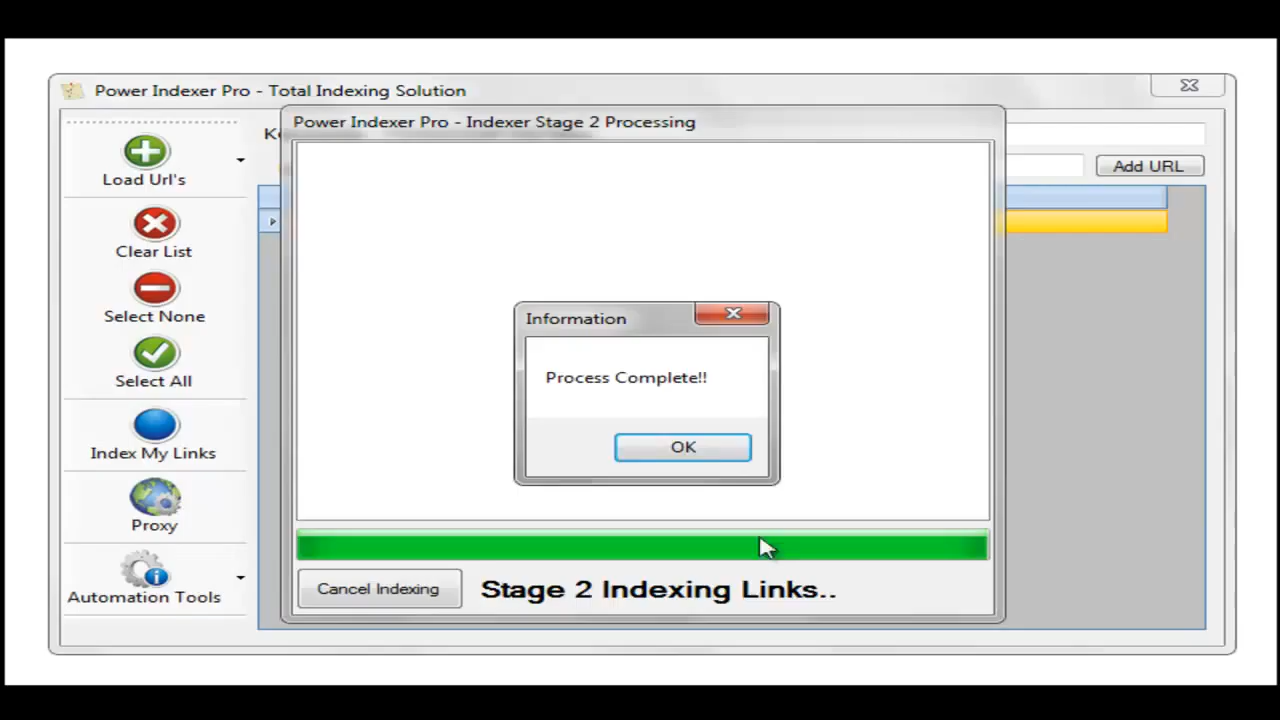 Power Indexer Pro - Total Indexing Solution
Power Indexer Pro - Indexer Stage 2 Processing
Load Url's
Add URL
Clear List
Select None
Select All
Index My Links
Proxy
Automation Tools
Information
Process Complete!!
OK
Cancel Indexing
Stage 2 Indexing Links..